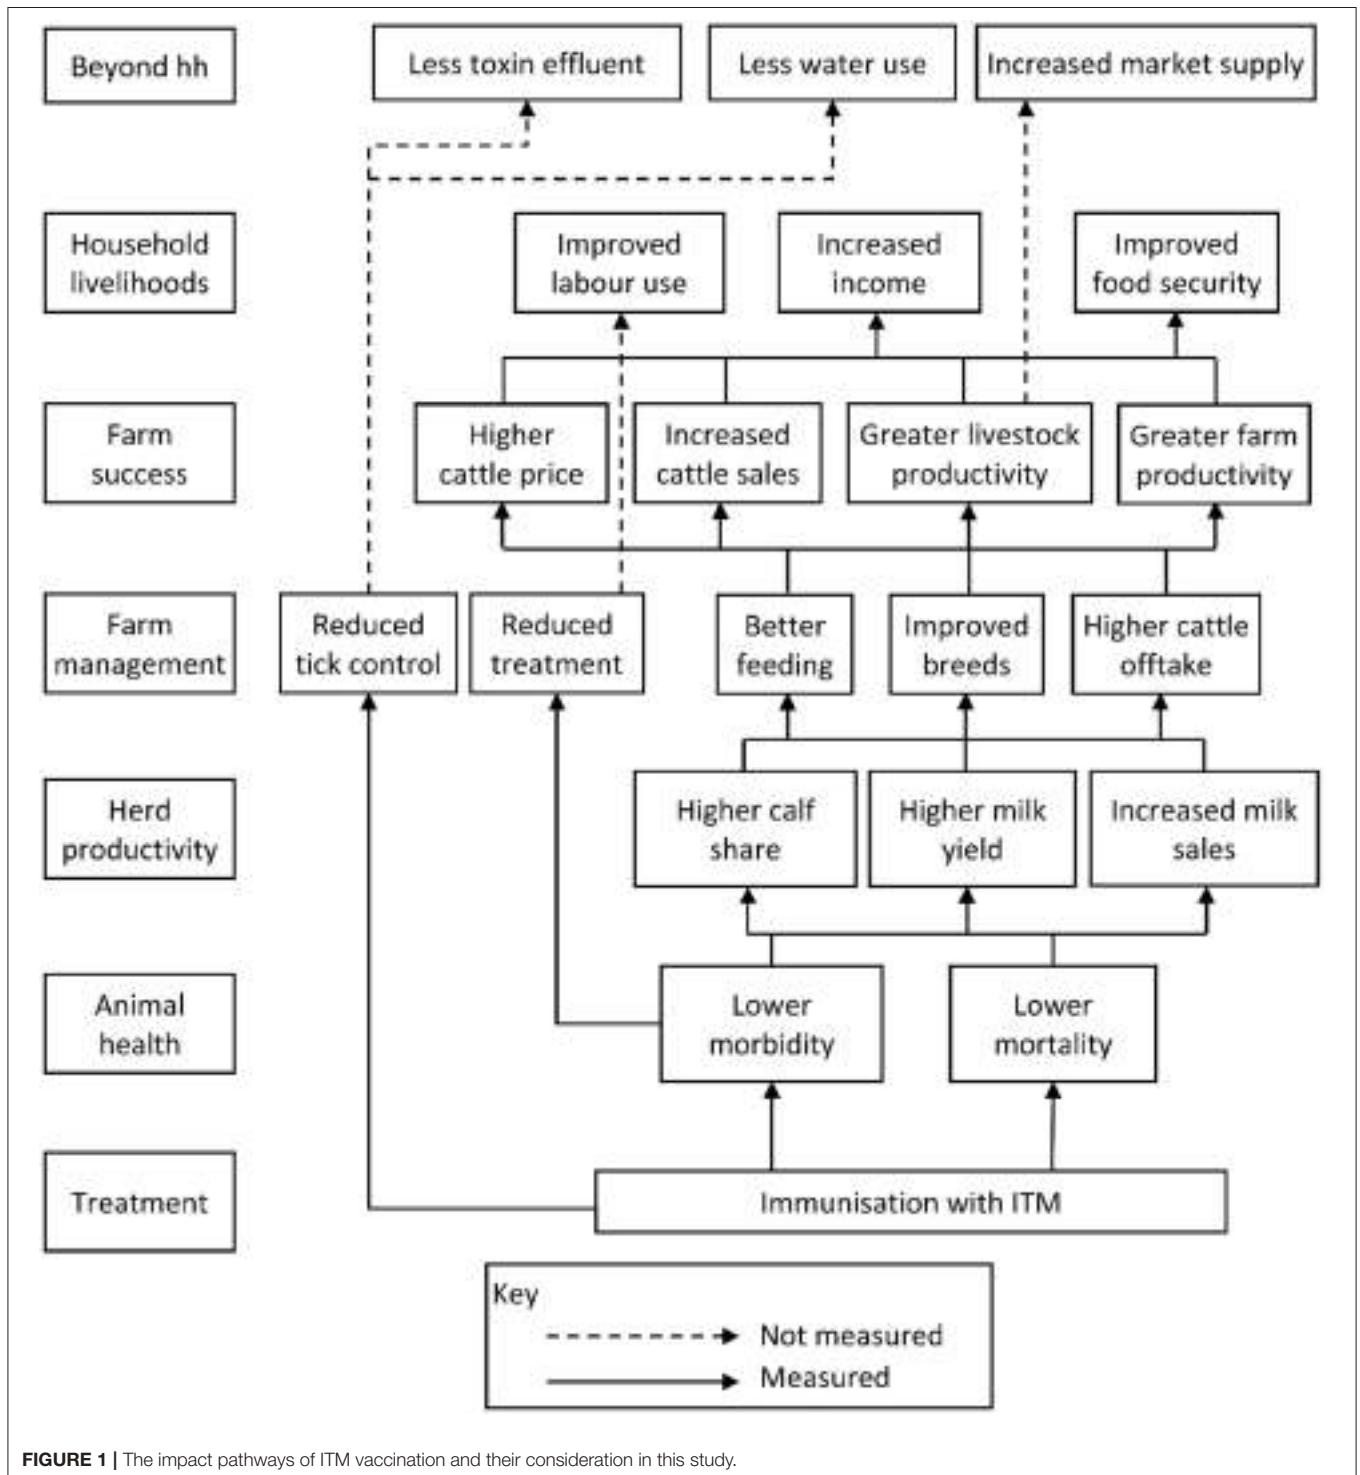 Beyond hh
Less toxin effluent
Less water use
Increased market supply
Household
livelihoods
Improved
labour use
Increased
income
Improved
food security
Farm
success
Higher
cattle price
Increased
cattle sales
Greater livestock
productivity
Greater farm
productivity
Farm
management
Reduced
tick control
Reduced
treatment
Better
feeding
Improved
breeds
Higher cattle
offtake
Herd
productivity
Higher calf
share
Higher milk
yield
Increased milk
sales
Animal
health
Lower
morbidity
Lower
mortality
Treatment
Immunisation with ITM
Key
Not measured
Measured
FIGURE 1 | The impact pathways of ITM vaccination and their consideration in this study.